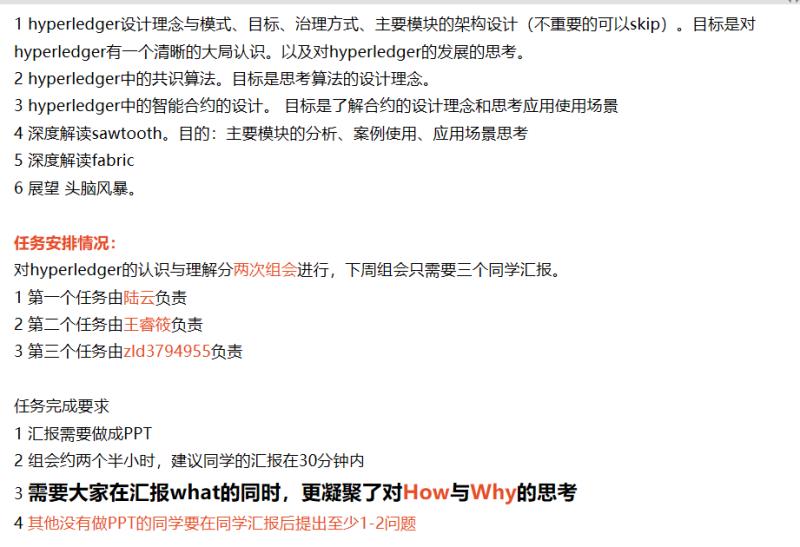 1 hyperledger设计理念与模式、目标、治理方式、主要模块的架构设计（不重要的可以skip）。目标是对
hyperledger有一个清晰的大局认识。以及对hyperledger的发展的思考。
2 hyperledger中的共识算法。目标是思考算法的设计理念。
3 hyperledger中的智能合约的设计。 目标是了解合约的设计理念和思考应用使用场景
4 深度解读sawtooth。目的：主要模块的分析、案例使用、应用场景思考
5 深度解读fabric
6 展望 头脑风暴。
任务安排情况：
对hyperledger的认识与理解分两次组会进行，下周组会只需要三个同学汇报。
1 第一个任务由陆云负责
2 第二个任务由王睿筱负责
3 第三个任务由zld3794955负责
任务完成要求
1 汇报需要做成PPT
2 组会约两个半小时，建议同学的汇报在30分钟内
3 需要大家在汇报what的同时，更凝聚了对How与Why的思考
4 其他没有做PPT的同学要在同学汇报后提出至少1-2问题